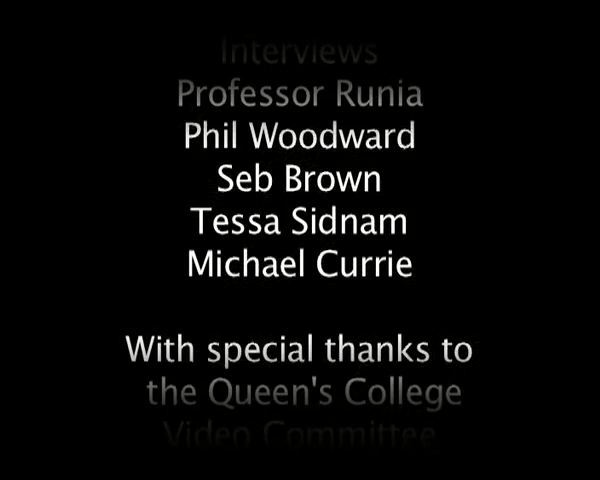 Interviews
Professor Runia
Phil Woodward
Seb Brown
Tessa Sidnam
Michael Currie
With special thanks to
the Queen's College
Video Committee